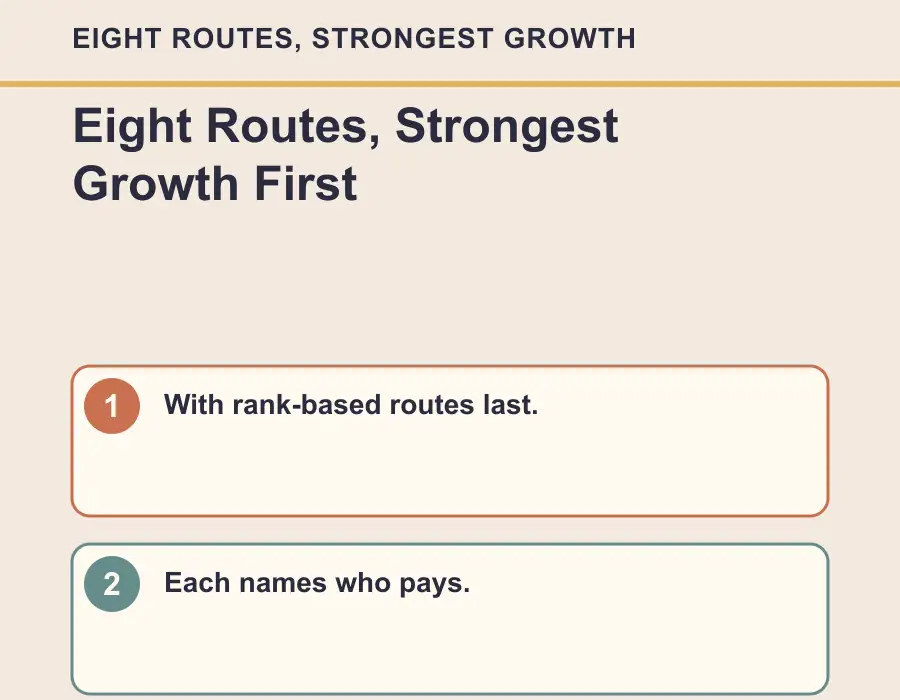 EIGHT ROUTES, STRONGEST GROWTH
Eight Routes, Strongest
Growth First
1
With rank-based routes last.
2
Each names who pays.